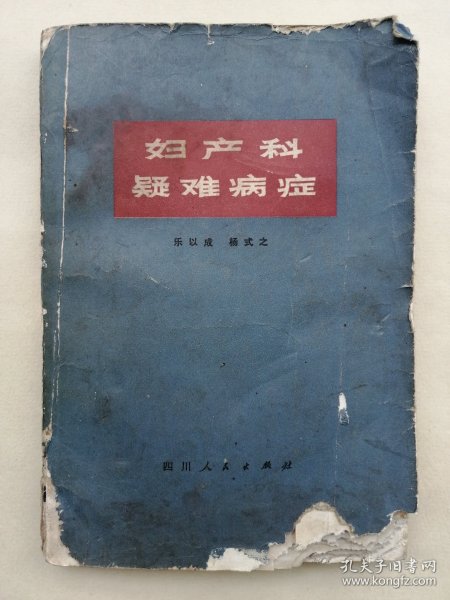 妇产科
疑难病症
乐以成 杨式之
四川人民出版社
孔夫子旧书网
www.kongfz.com